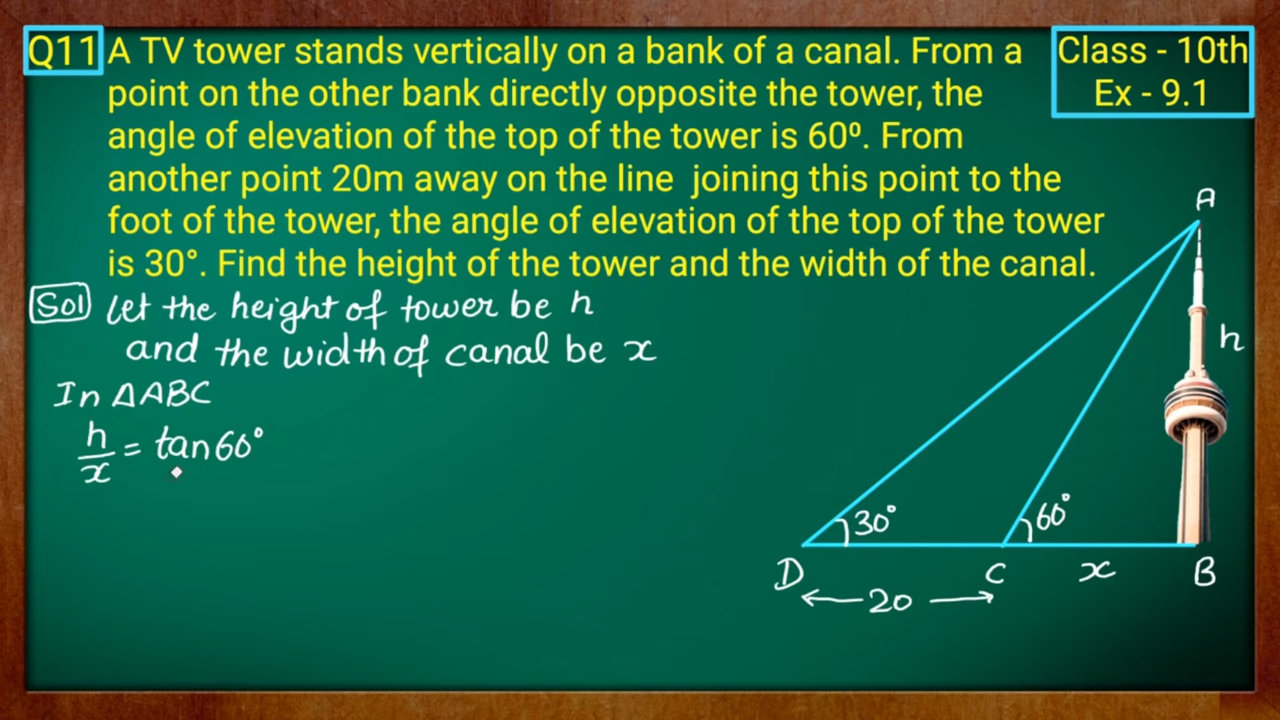 Q11 A TV tower stands vertically on a bank of a canal. From a
point on the other bank directly opposite the tower, the
angle of elevation of the top of the tower is 60⁰. From
another point 20m away on the line joining this point to the
foot of the tower, the angle of elevation of the top of the tower
is 30°. Find the height of the tower and the width of the canal.
Class - 10th
Ex - 9.1
Sol Let the height of tower be h
and the width of canal be x
In ΔABC
h/x = tan60°
A
h
30°
60°
D
C
x
B
20